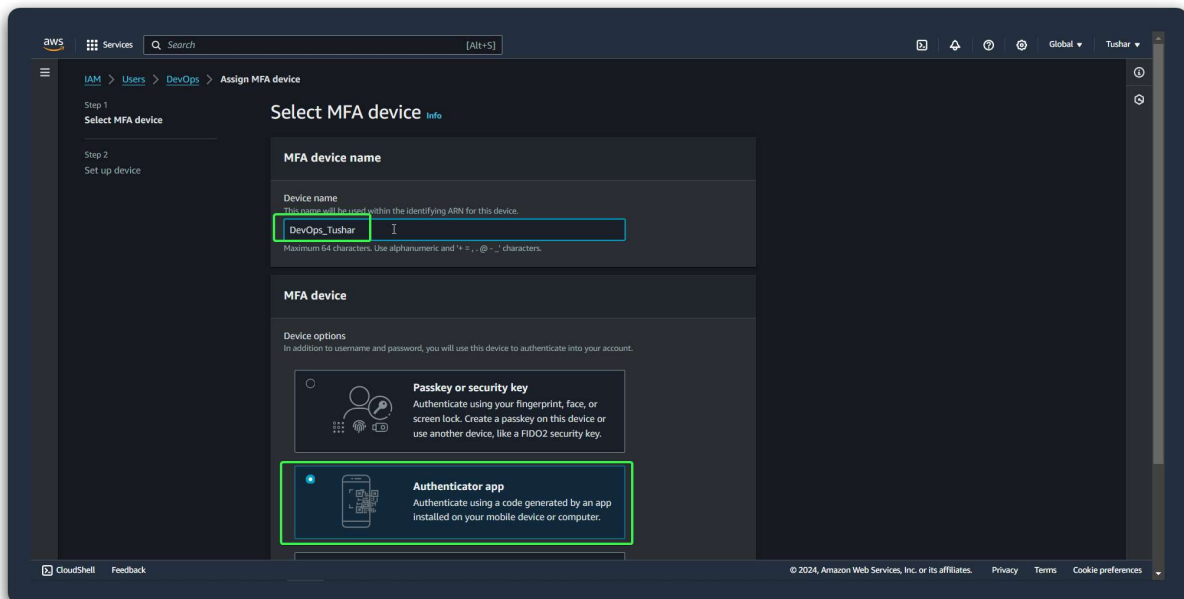 aws
Services
Search
[Alt+S]
Global
Tushar
IAM > Users > DevOps > Assign MFA device
Step 1
Select MFA device
Step 2
Set up device
Select MFA device Info
MFA device name
Device name
This name will be used within the identifying ARN for this device.
DevOps_Tushar
Maximum 64 characters. Use alphanumeric and '+ = , . @ - _' characters.
MFA device
Device options
In addition to username and password, you will use this device to authenticate into your account.
Passkey or security key
Authenticate using your fingerprint, face, or
screen lock. Create a passkey on this device or
use another device, like a FIDO2 security key.
Authenticator app
Authenticate using a code generated by an app
installed on your mobile device or computer.
CloudShell
Feedback
© 2024, Amazon Web Services, Inc. or its affiliates.
Privacy
Terms
Cookie preferences